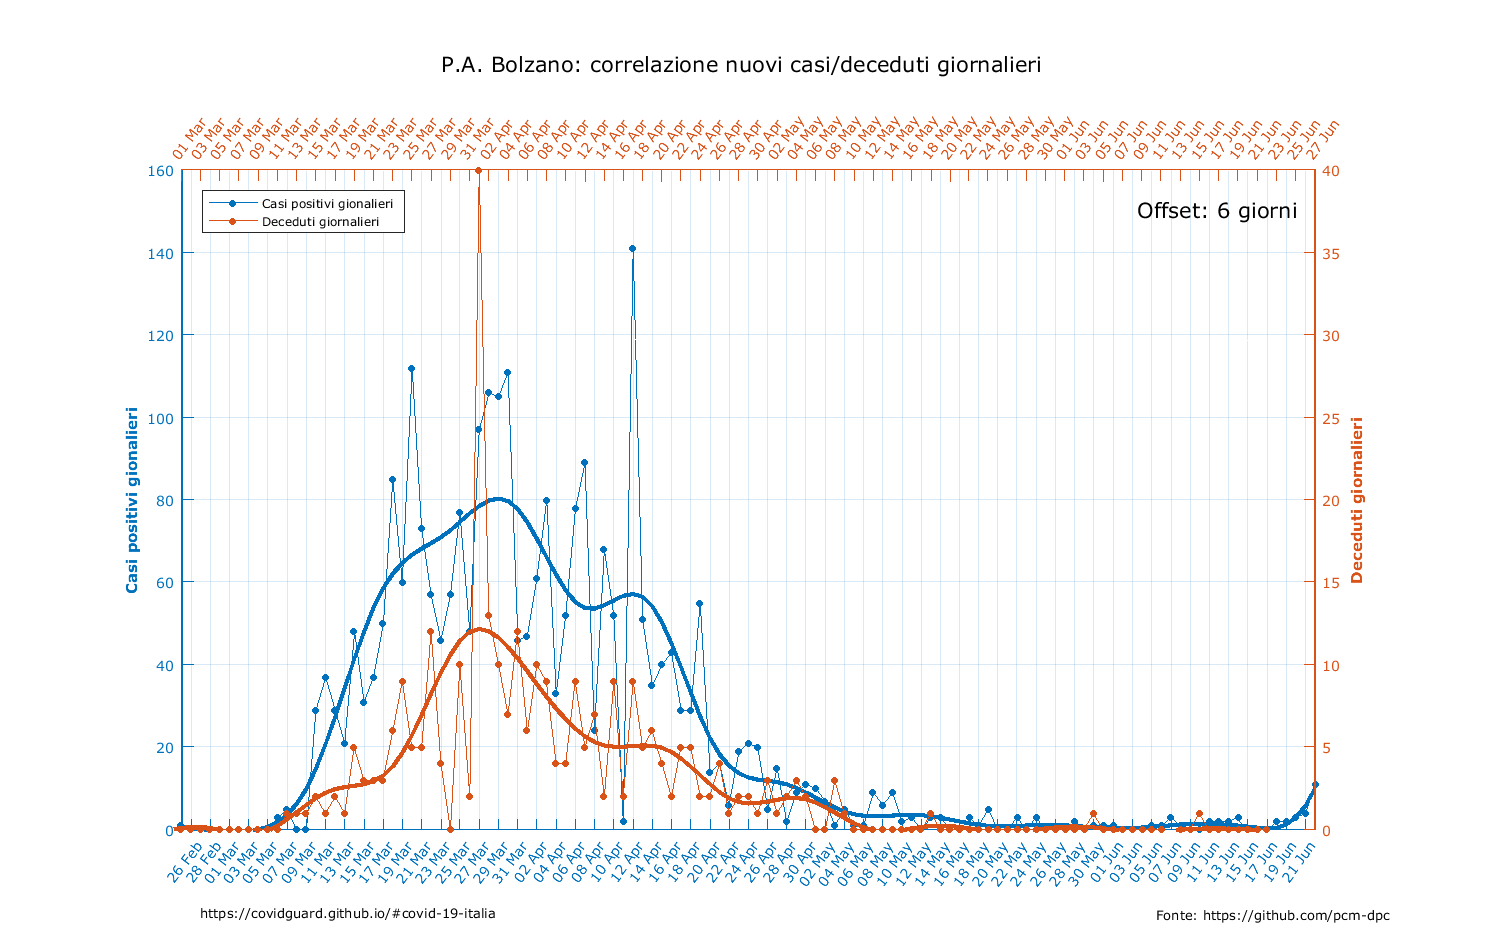 P.A. Bolzano: correlazione nuovi casi/deceduti giornalieri
01 Mar 03 Mar 05 Mar 07 Mar 09 Mar 11 Mar 13 Mar 15 Mar 17 Mar 19 Mar 21 Mar 23 Mar 25 Mar 27 Mar 29 Mar 31 Mar 02 Apr 04 Apr 06 Apr 08 Apr 10 Apr 12 Apr 14 Apr 16 Apr 18 Apr 20 Apr 22 Apr 24 Apr 26 Apr 28 Apr 30 Apr 02 May 04 May 06 May 08 May 10 May 12 May 14 May 16 May 18 May 20 May 22 May 24 May 26 May 28 May 30 May 01 Jun 03 Jun 05 Jun 07 Jun 09 Jun 11 Jun 13 Jun 15 Jun 17 Jun 19 Jun 21 Jun 23 Jun 25 Jun 27 Jun
160 40
Casi positivi gionalieri
Deceduti giornalieri
Offset: 6 giorni
140 35
120 30
100 25
80 20
60 15
40 10
20 5
0 0
Casi positivi gionalieri
Deceduti giornalieri
26 Feb 28 Feb 01 Mar 03 Mar 05 Mar 07 Mar 09 Mar 11 Mar 13 Mar 15 Mar 17 Mar 19 Mar 21 Mar 23 Mar 25 Mar 27 Mar 29 Mar 31 Mar 02 Apr 04 Apr 06 Apr 08 Apr 10 Apr 12 Apr 14 Apr 16 Apr 18 Apr 20 Apr 22 Apr 24 Apr 26 Apr 28 Apr 30 Apr 02 May 04 May 06 May 08 May 10 May 12 May 14 May 16 May 18 May 20 May 22 May 24 May 26 May 28 May 30 May 01 Jun 03 Jun 05 Jun 07 Jun 09 Jun 11 Jun 13 Jun 15 Jun 17 Jun 19 Jun 21 Jun
https://covidguard.github.io/#covid-19-italia
Fonte: https://github.com/pcm-dpc